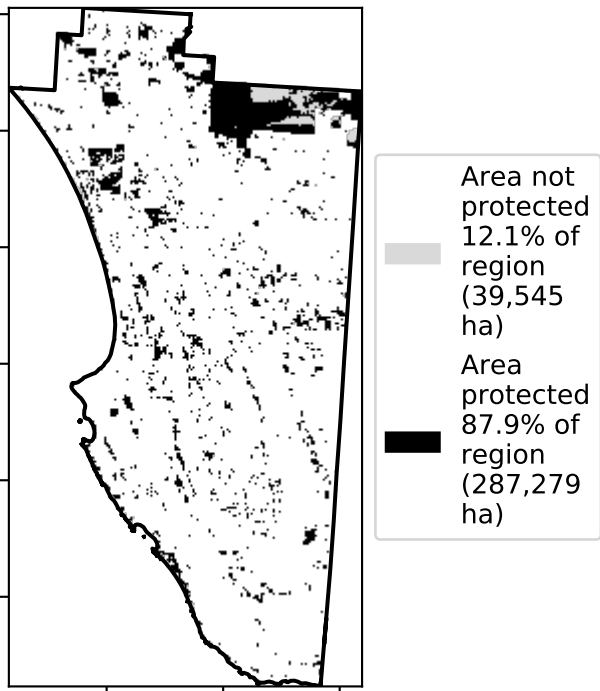 Area not
protected
12.1% of
region
(39,545
ha)
Area
protected
87.9% of
region
(287,279
ha)